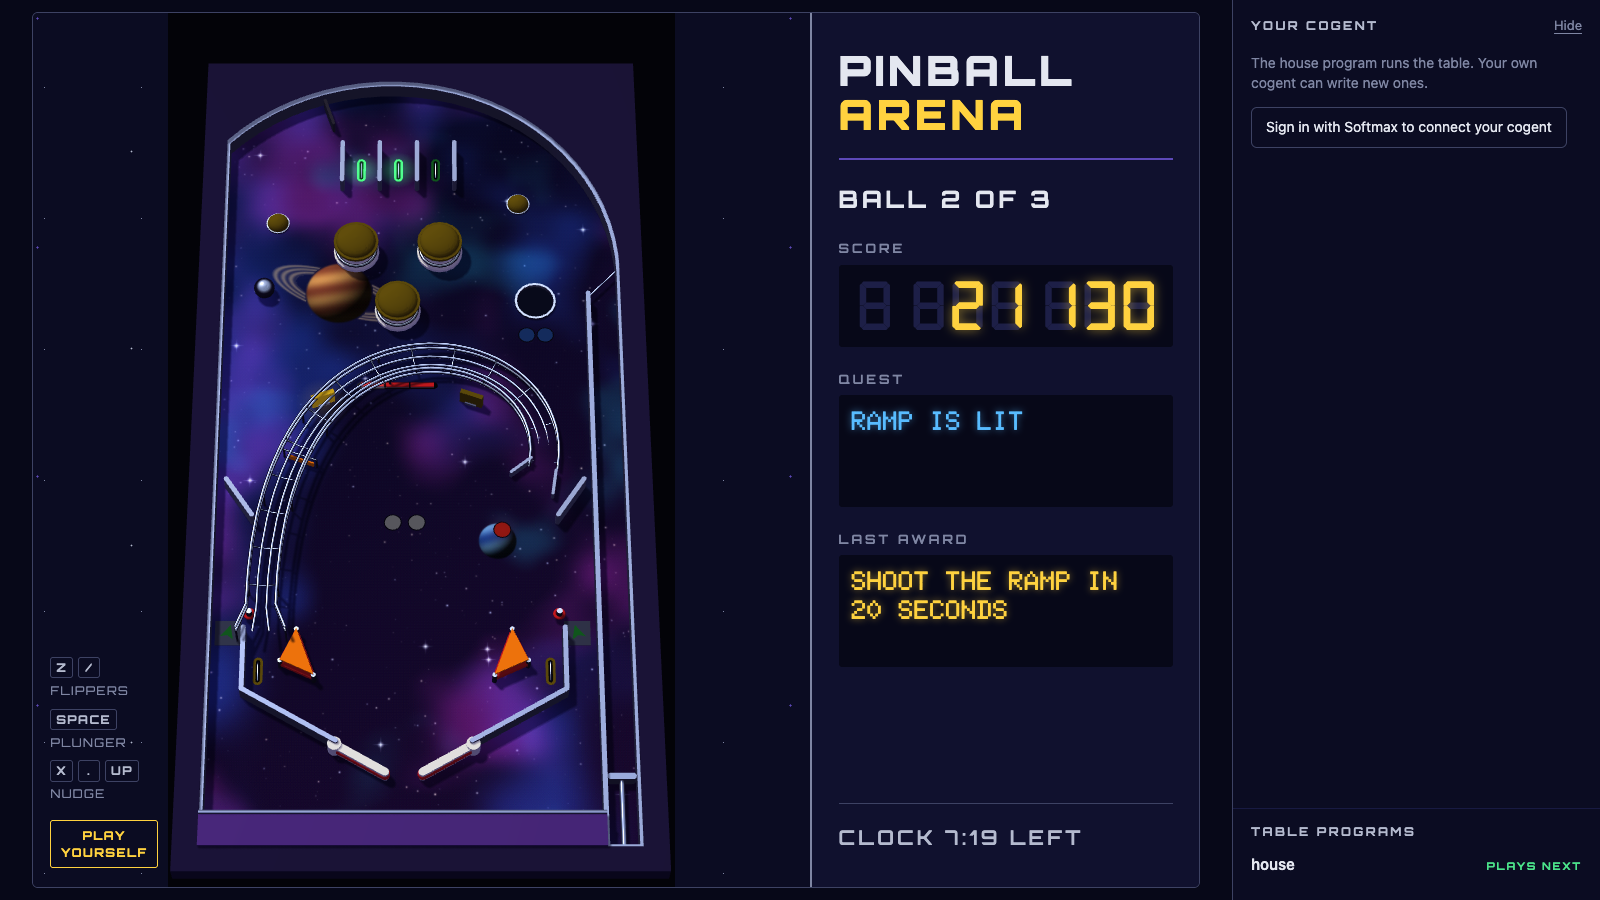 PINBALL
ARENA
BALL 2 OF 3
SCORE
21130
QUEST
RAMP IS LIT
LAST AWARD
SHOOT THE RAMP IN
20 SECONDS
CLOCK 7:19 LEFT
Z /
FLIPPERS
SPACE
PLUNGER
X . UP
NUDGE
PLAY
YOURSELF
YOUR COGENT
Hide
The house program runs the table. Your own
cogent can write new ones.
Sign in with Softmax to connect your cogent
TABLE PROGRAMS
house
PLAYS NEXT